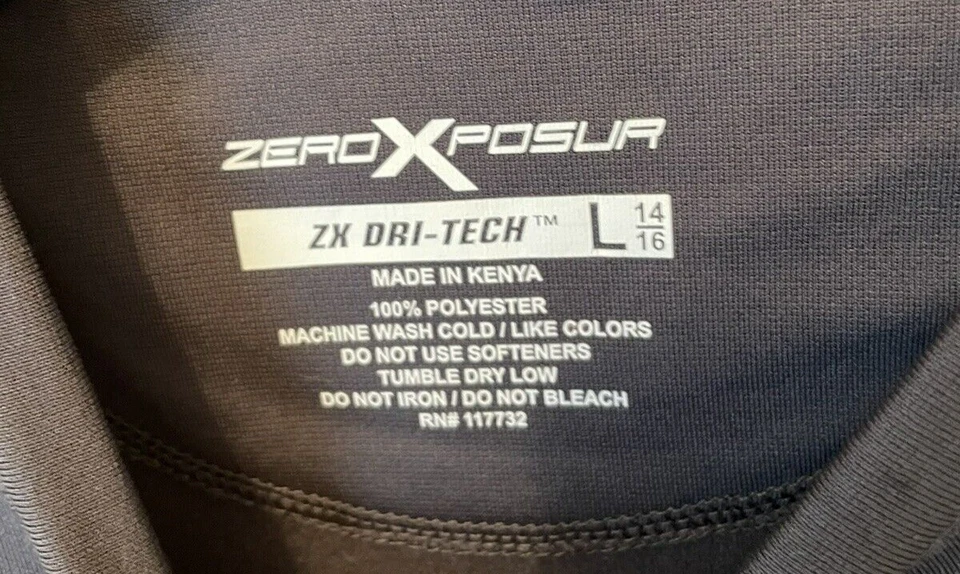 ZEROXPOSUR
ZX DRI-TECH™ L 14/16
MADE IN KENYA
100% POLYESTER
MACHINE WASH COLD / LIKE COLORS
DO NOT USE SOFTENERS
TUMBLE DRY LOW
DO NOT IRON / DO NOT BLEACH
RN# 117732